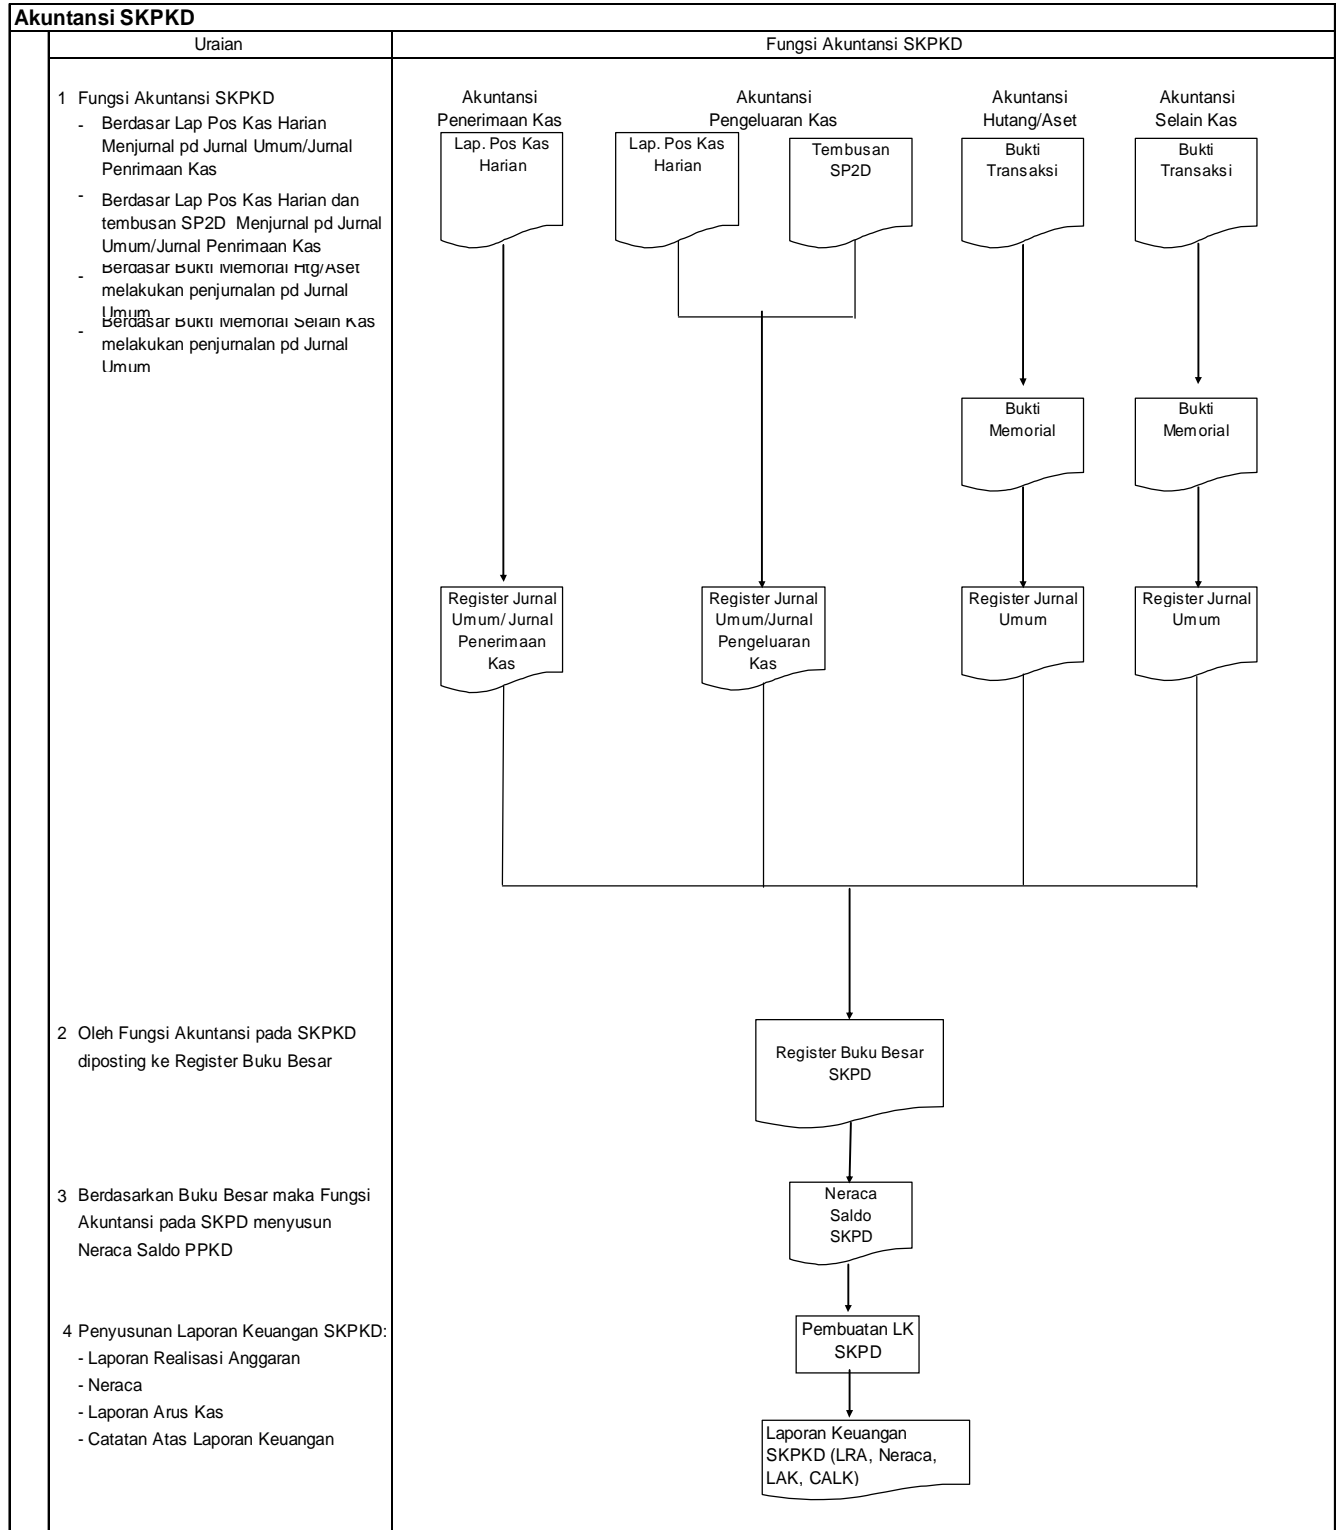 Akuntansi SKPKD
Uraian
Fungsi Akuntansi SKPKD
1 Fungsi Akuntansi SKPKD
- Berdasar Lap Pos Kas Harian
Menjurnal pd Jurnal Umum/Jurnal
Penrimaan Kas
- Berdasar Lap Pos Kas Harian dan
tembusan SP2D Menjurnal pd Jurnal
Umum/Jurnal Penrimaan Kas
- Berdasar Bukti Memorial Htg/Aset
melakukan penjurnalan pd Jurnal
Umum
- Berdasar Bukti Memorial Selain Kas
melakukan penjurnalan pd Jurnal
Umum
Akuntansi
Penerimaan Kas
Akuntansi
Pengeluaran Kas
Akuntansi
Hutang/Aset
Akuntansi
Selain Kas
Lap. Pos Kas
Harian
Lap. Pos Kas
Harian
Tembusan
SP2D
Bukti
Transaksi
Bukti
Transaksi
Bukti
Memorial
Bukti
Memorial
Register Jurnal
Umum/ Jurnal
Penerimaan
Kas
Register Jurnal
Umum/Jurnal
Pengeluaran
Kas
Register Jurnal
Umum
Register Jurnal
Umum
2 Oleh Fungsi Akuntansi pada SKPKD
diposting ke Register Buku Besar
Register Buku Besar
SKPD
3 Berdasarkan Buku Besar maka Fungsi
Akuntansi pada SKPD menyusun
Neraca Saldo PPKD
Neraca
Saldo
SKPD
4 Penyusunan Laporan Keuangan SKPKD:
- Laporan Realisasi Anggaran
- Neraca
- Laporan Arus Kas
- Catatan Atas Laporan Keuangan
Pembuatan LK
SKPD
Laporan Keuangan
SKPKD (LRA, Neraca,
LAK, CALK)